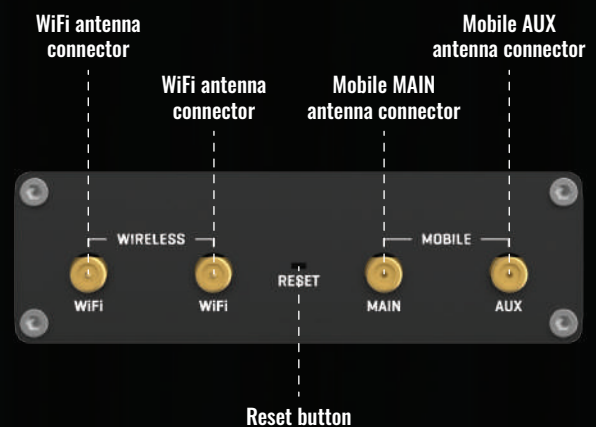 WiFi antenna
connector
Mobile AUX
antenna connector
WiFi antenna
connector
Mobile MAIN
antenna connector
WIRELESS
MOBILE
RESET
WiFi
WiFi
MAIN
AUX
Reset button